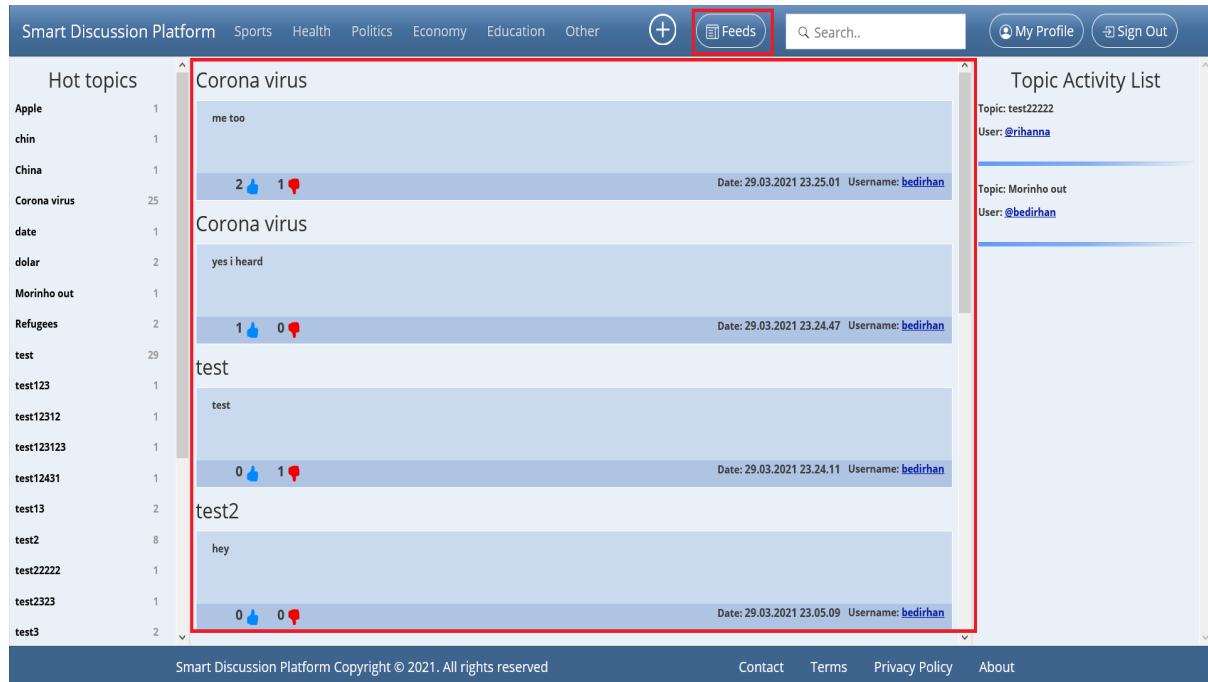 Smart Discussion Platform Sports Health Politics Economy Education Other Feeds Search.. My Profile Sign Out
Hot topics
Apple 1
chin 1
China 1
Corona virus 25
date 1
dolar 2
Morinho out 1
Refugees 2
test 29
test123 1
test12312 1
test123123 1
test12431 1
test13 2
test2 8
test22222 1
test2323 1
test3 2
Corona virus
me too
2 1 Date: 29.03.2021 23.25.01 Username: bedirhan
Corona virus
yes i heard
1 0 Date: 29.03.2021 23.24.47 Username: bedirhan
test
test
0 1 Date: 29.03.2021 23.24.11 Username: bedirhan
test2
hey
0 0 Date: 29.03.2021 23.05.09 Username: bedirhan
Topic Activity List
Topic: test22222
User: @rihanna
Topic: Morinho out
User: @bedirhan
Smart Discussion Platform Copyright © 2021. All rights reserved Contact Terms Privacy Policy About